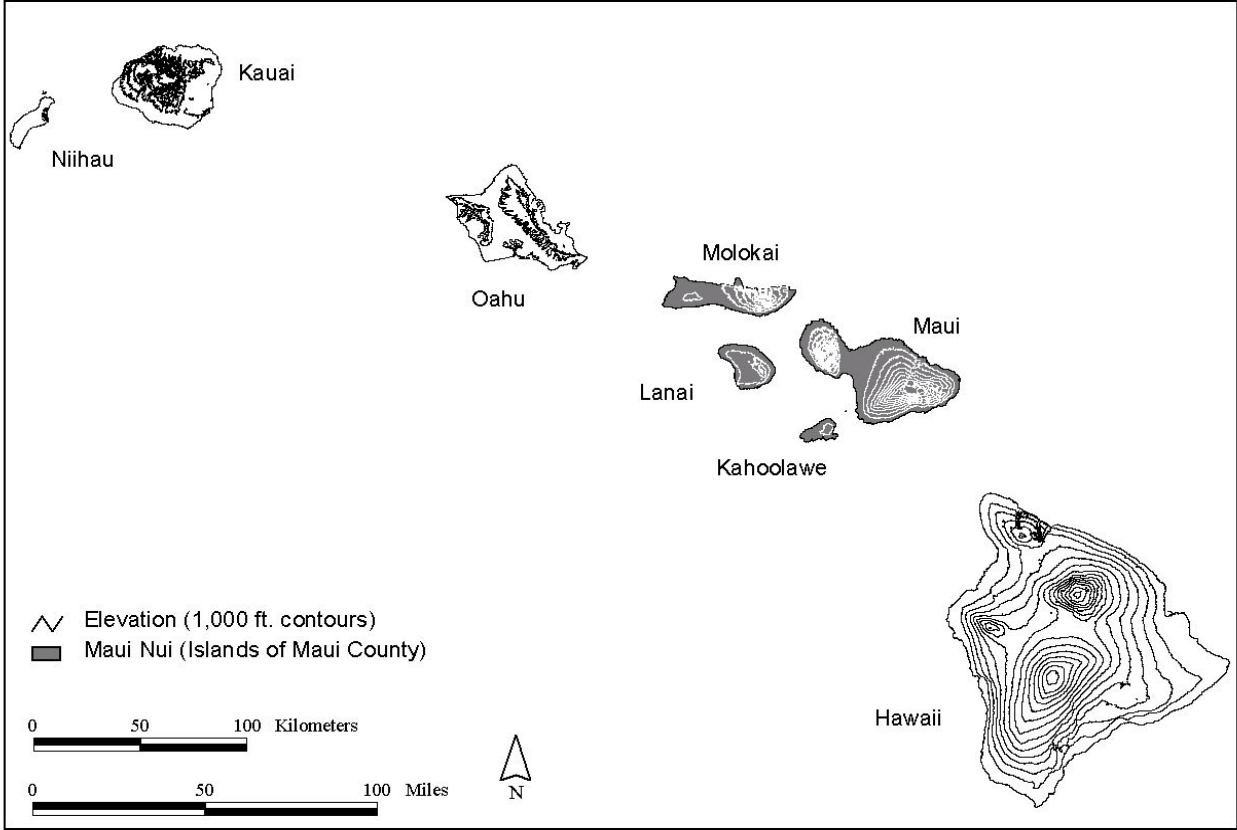 Kauai
Niihau
Oahu
Molokai
Maui
Lanai
Kahoolawe
Hawaii
Elevation (1,000 ft. contours)
Maui Nui (Islands of Maui County)
0 50 100 Kilometers
0 50 100 Miles
N